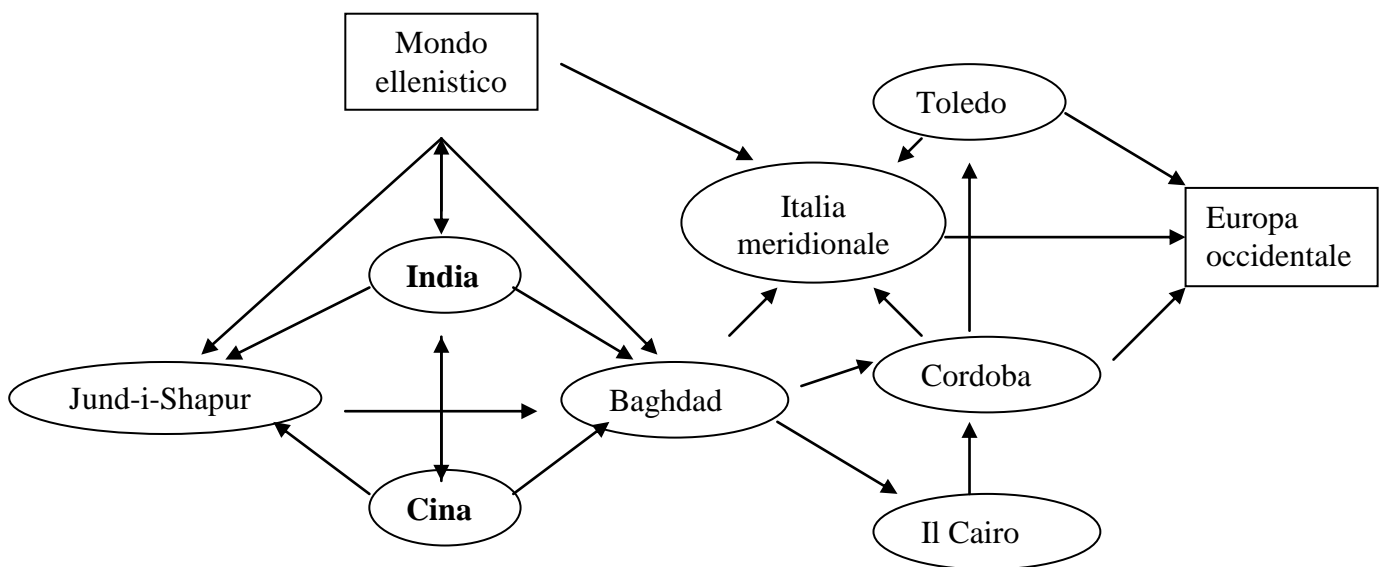 Mondo
ellenistico
Toledo
Italia
meridionale
Europa
occidentale
India
Jund-i-Shapur
Baghdad
Cordoba
Cina
Il Cairo